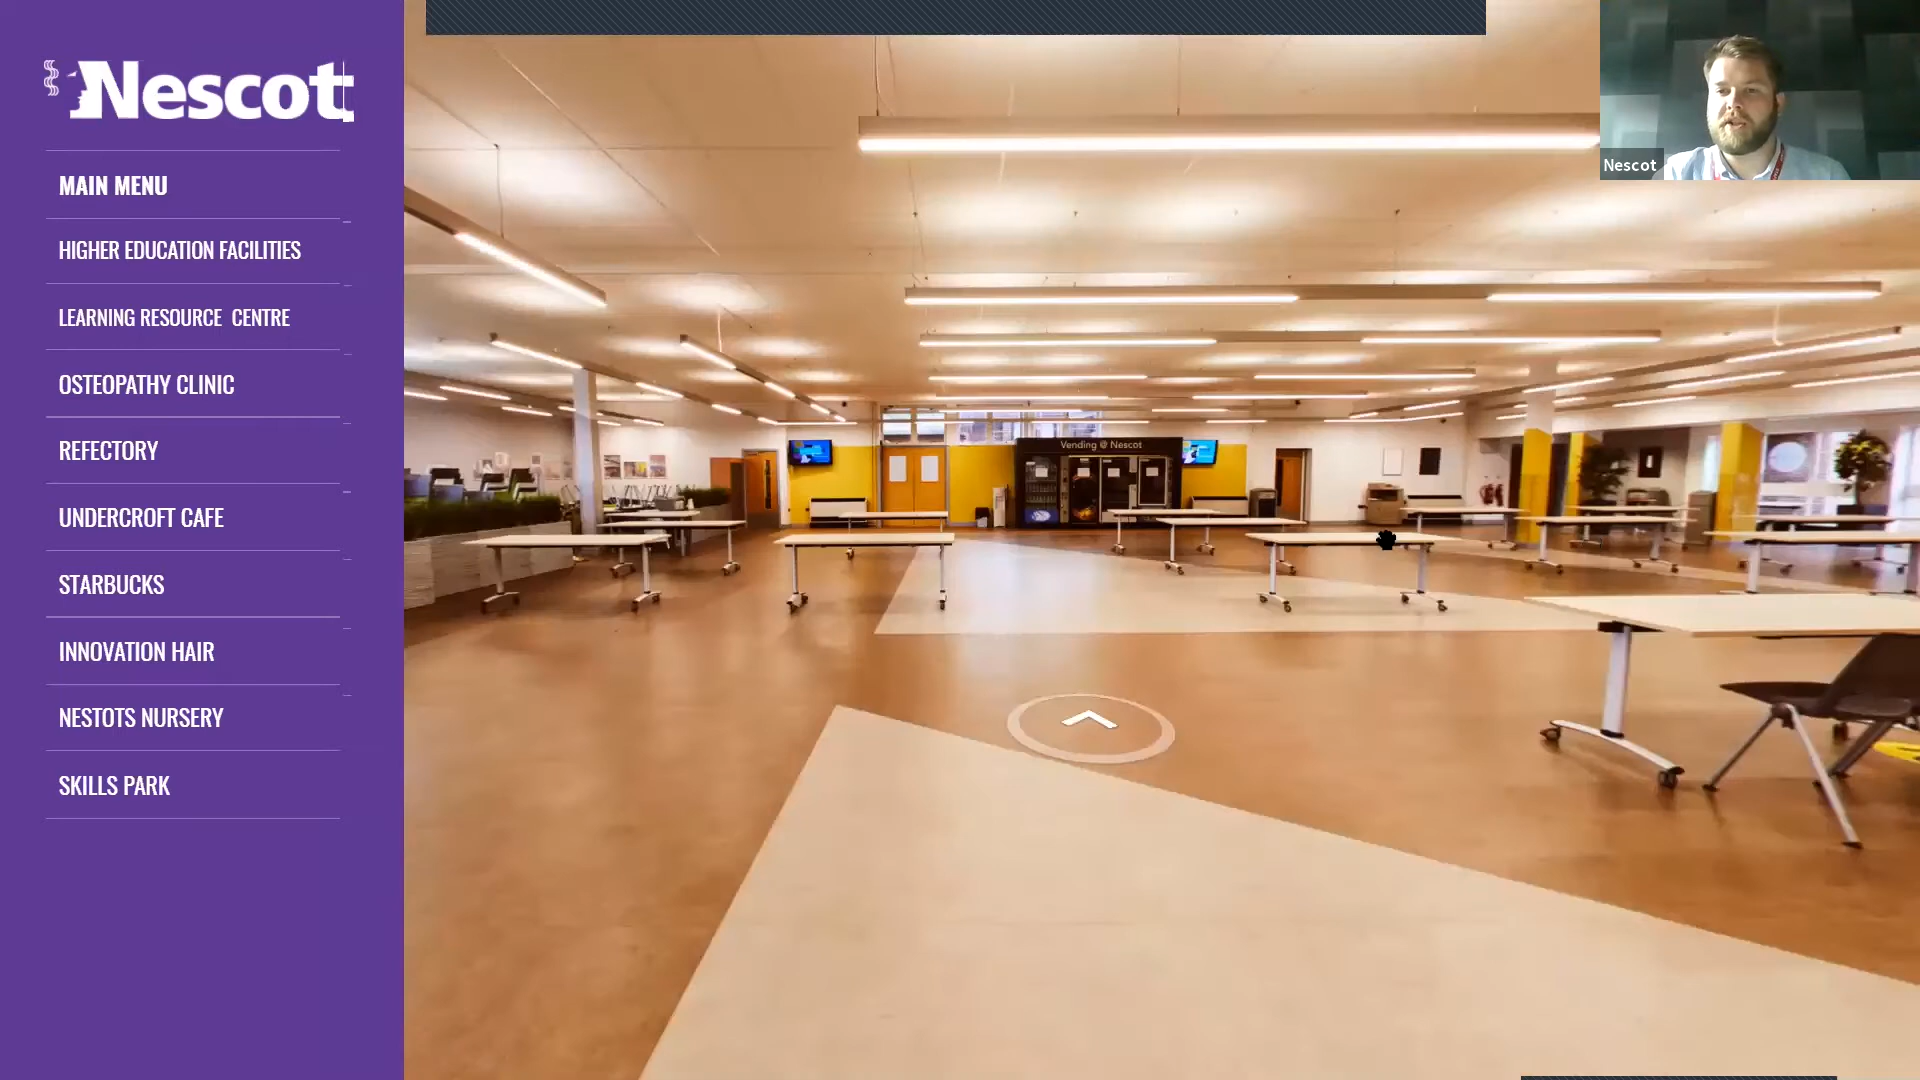 Nescot
MAIN MENU
HIGHER EDUCATION FACILITIES
LEARNING RESOURCE CENTRE
OSTEOPATHY CLINIC
REFECTORY
UNDERCROFT CAFE
STARBUCKS
INNOVATION HAIR
NESTOTS NURSERY
SKILLS PARK
Vending @ Nescot
Nescot